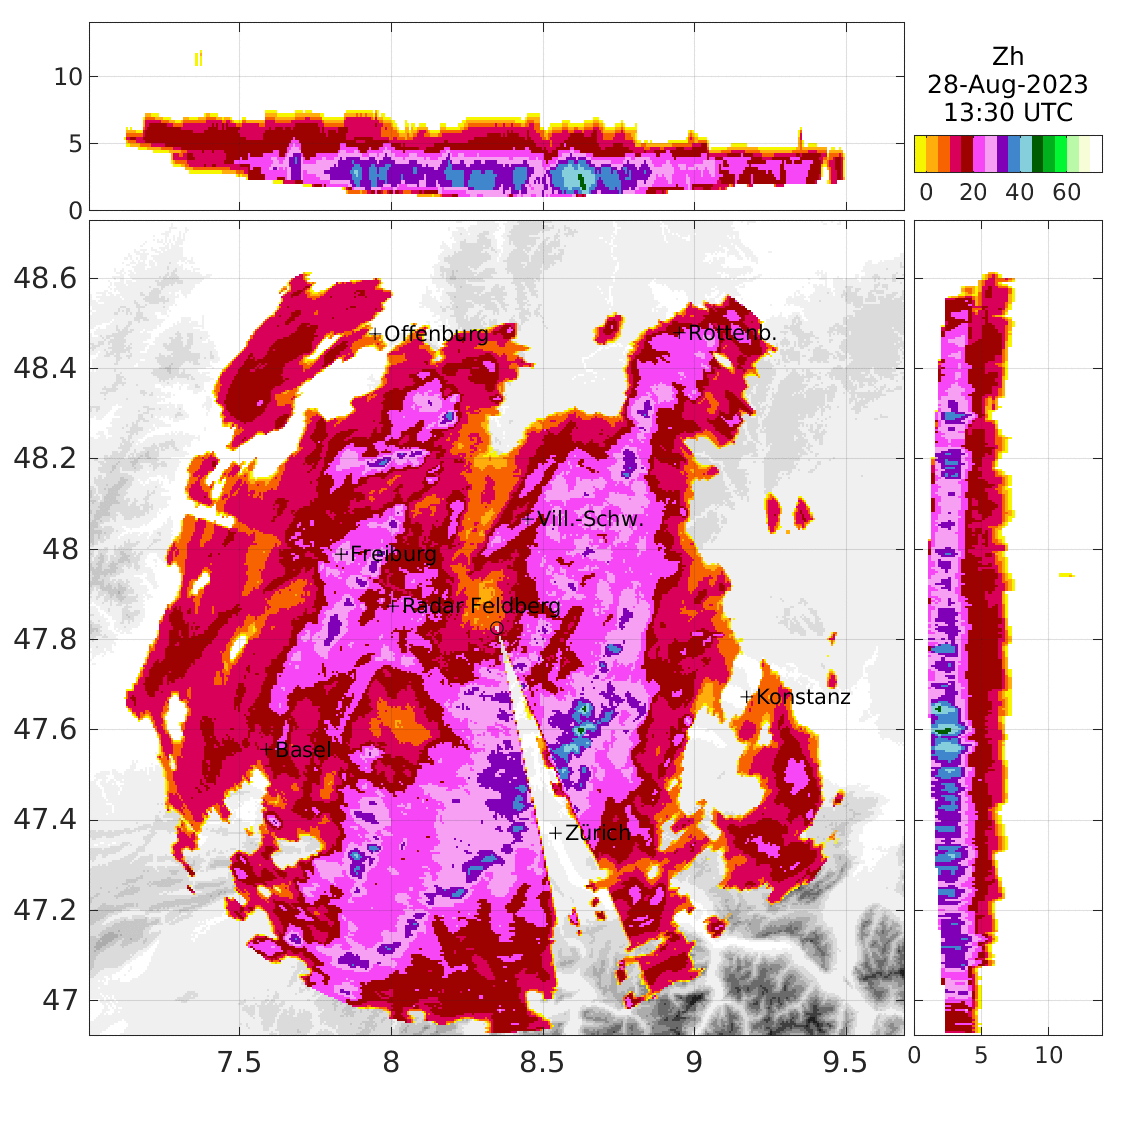 10
5
0
Zh
28-Aug-2023
13:30 UTC
0 20 40 60
48.6
48.4
48.2
48
47.8
47.6
47.4
47.2
47
+Offenburg
+Rottenb.
+Vill.-Schw.
+Freiburg
+Radar Feldberg
+Konstanz
+Basel
+Zürich
7.5 8 8.5 9 9.5
0 5 10